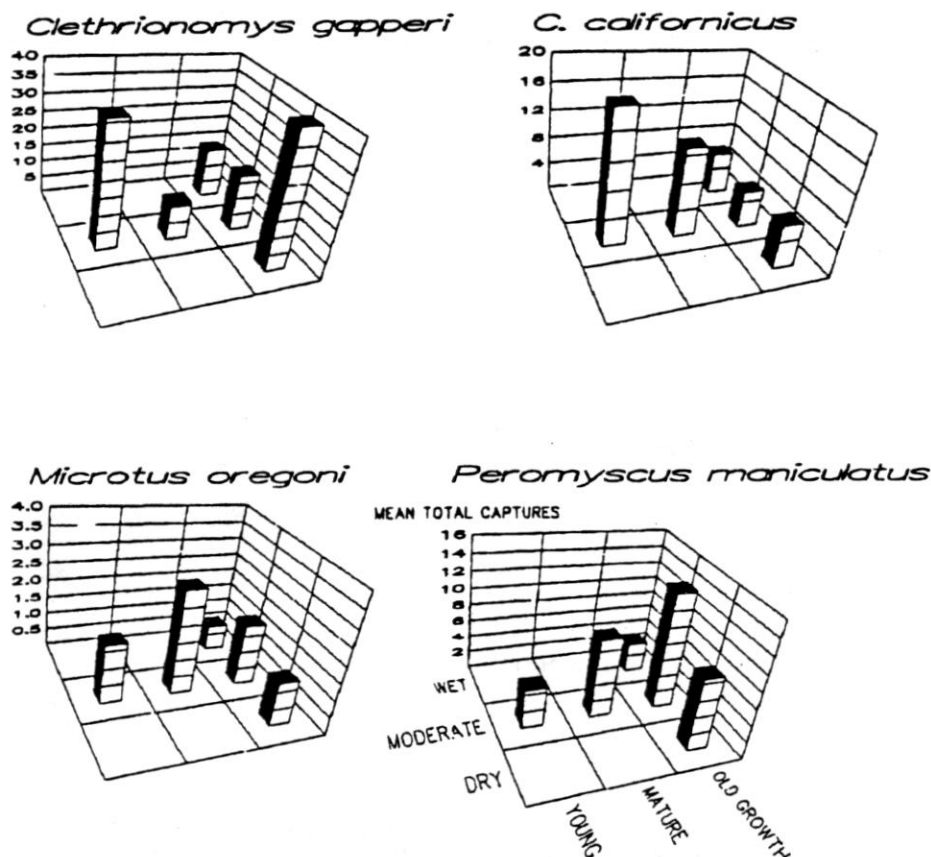 Clethrionomys gapperi
40
35
30
25
20
15
10
5
C. californicus
20
16
12
8
4
Microtus oregoni
4.0
3.5
3.0
2.5
2.0
1.5
1.0
0.5
Peromyscus maniculatus
MEAN TOTAL CAPTURES
16
14
12
10
8
6
4
2
WET
MODERATE
DRY
YOUNG
MATURE
OLD GROWTH